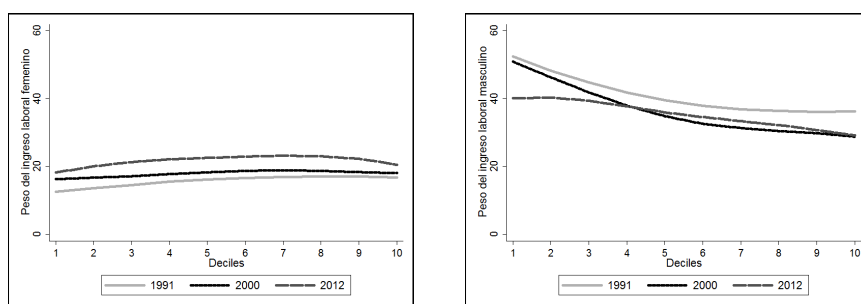 Peso del ingreso laboral femenino
60
40
20
0
1 2 3 4 5 6 7 8 9 10
Deciles
1991 2000 2012
Peso del ingreso laboral masculino
60
40
20
0
1 2 3 4 5 6 7 8 9 10
Deciles
1991 2000 2012